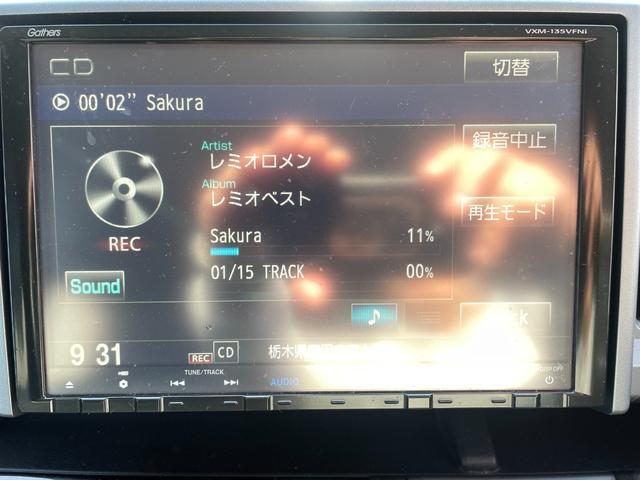 Gathers
VXM-135VFNi
CD
切替
00'02" Sakura
録音中止
Artist
レミオロメン
Album
レミオベスト
再生モード
REC
Sakura 11%
01/15 TRACK 00%
Sound
9 31
REC CD
栃木県
TUNE/TRACK
AUDIO
DISP OFF